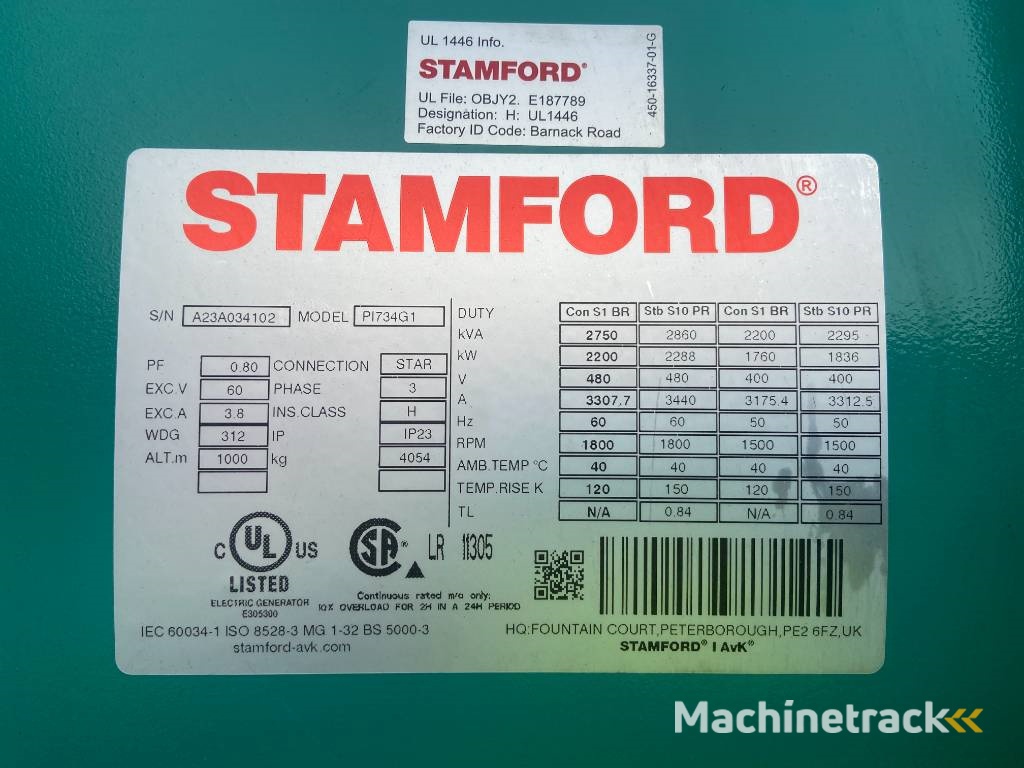 UL 1446 Info.
STAMFORD®
UL File: OBJY2. E187789
Designation: H: UL1446
Factory ID Code: Barnack Road
450-16337-01-G
STAMFORD®
S/N A23A034102 MODEL PI734G1
PF 0.80 CONNECTION STAR
EXC.V 60 PHASE 3
EXC.A 3.8 INS.CLASS H
WDG 312 IP IP23
ALT.m 1000 kg 4054
DUTY Con S1 BR Stb S10 PR Con S1 BR Stb S10 PR
kVA 2750 2860 2200 2295
kW 2200 2288 1760 1836
V 480 480 400 400
A 3307.7 3440 3175.4 3312.5
Hz 60 60 50 50
RPM 1800 1800 1500 1500
AMB.TEMP °C 40 40 40 40
TEMP.RISE K 120 150 120 150
TL N/A 0.84 N/A 0.84
C UL US
LISTED
ELECTRIC GENERATOR
E305300
SA® LR 11305
Continuous rated m/o only:
10% OVERLOAD FOR 2H IN A 24H PERIOD
IEC 60034-1 ISO 8528-3 MG 1-32 BS 5000-3
stamford-avk.com
HQ:FOUNTAIN COURT,PETERBOROUGH,PE2 6FZ,UK
STAMFORD® | AvK®
Machinetrack